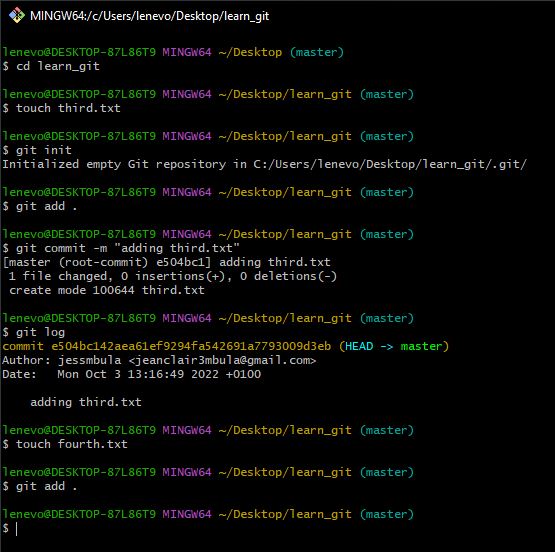 MINGW64:/c/Users/lenevo/Desktop/learn_git
lenevo@DESKTOP-87L86T9 MINGW64 ~/Desktop (master)
$ cd learn_git
lenevo@DESKTOP-87L86T9 MINGW64 ~/Desktop/learn_git (master)
$ touch third.txt
lenevo@DESKTOP-87L86T9 MINGW64 ~/Desktop/learn_git (master)
$ git init
Initialized empty Git repository in C:/Users/lenevo/Desktop/learn_git/.git/
lenevo@DESKTOP-87L86T9 MINGW64 ~/Desktop/learn_git (master)
$ git add .
lenevo@DESKTOP-87L86T9 MINGW64 ~/Desktop/learn_git (master)
$ git commit -m "adding third.txt"
[master (root-commit) e504bc1] adding third.txt
 1 file changed, 0 insertions(+), 0 deletions(-)
 create mode 100644 third.txt
lenevo@DESKTOP-87L86T9 MINGW64 ~/Desktop/learn_git (master)
$ git log
commit e504bc142aea61ef9294fa542691a7793009d3eb (HEAD -> master)
Author: jessmbula <jeanclair3mbula@gmail.com>
Date:   Mon Oct 3 13:16:49 2022 +0100
    adding third.txt
lenevo@DESKTOP-87L86T9 MINGW64 ~/Desktop/learn_git (master)
$ touch fourth.txt
lenevo@DESKTOP-87L86T9 MINGW64 ~/Desktop/learn_git (master)
$ git add .
lenevo@DESKTOP-87L86T9 MINGW64 ~/Desktop/learn_git (master)
$